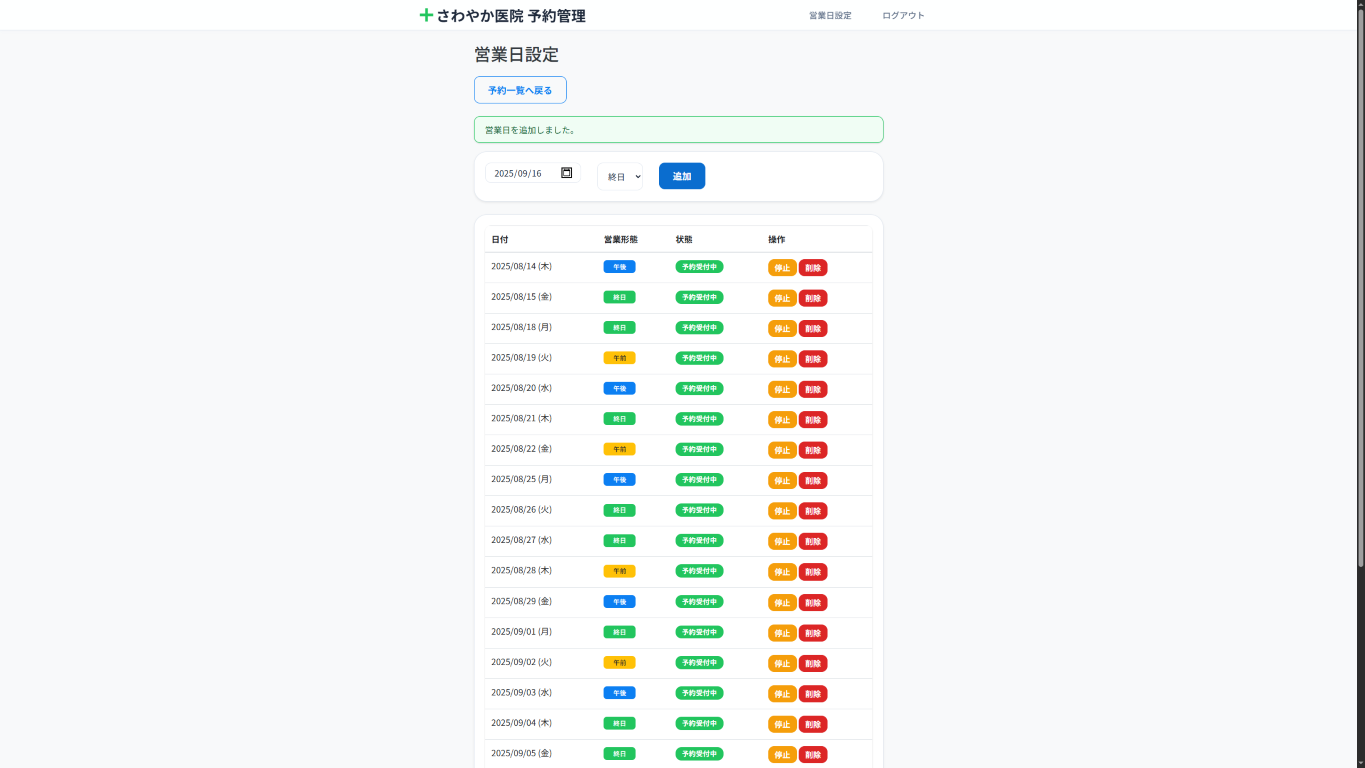 さわやか医院 予約管理 営業日設定 ログアウト
営業日設定
予約一覧へ戻る
営業日を追加しました。
2025/09/16 終日 追加
日付 営業形態 状態 操作
2025/08/14 (木) 午後 予約受付中 停止 削除
2025/08/15 (金) 終日 予約受付中 停止 削除
2025/08/18 (月) 終日 予約受付中 停止 削除
2025/08/19 (火) 午前 予約受付中 停止 削除
2025/08/20 (水) 午後 予約受付中 停止 削除
2025/08/21 (木) 終日 予約受付中 停止 削除
2025/08/22 (金) 午前 予約受付中 停止 削除
2025/08/25 (月) 午後 予約受付中 停止 削除
2025/08/26 (火) 終日 予約受付中 停止 削除
2025/08/27 (水) 終日 予約受付中 停止 削除
2025/08/28 (木) 午前 予約受付中 停止 削除
2025/08/29 (金) 午後 予約受付中 停止 削除
2025/09/01 (月) 終日 予約受付中 停止 削除
2025/09/02 (火) 午前 予約受付中 停止 削除
2025/09/03 (水) 午後 予約受付中 停止 削除
2025/09/04 (木) 終日 予約受付中 停止 削除
2025/09/05 (金) 終日 予約受付中 停止 削除